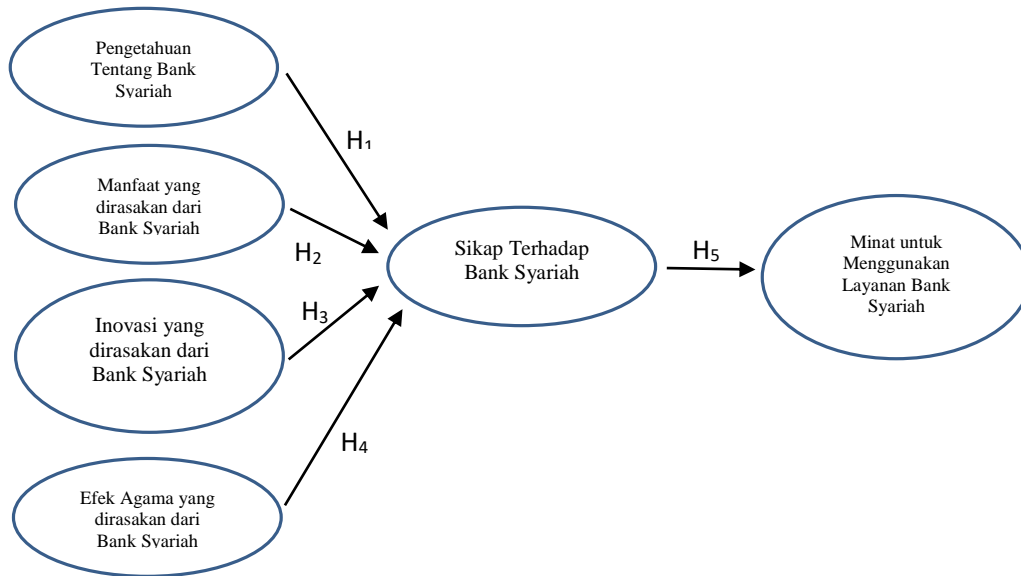 Pengetahuan
Tentang Bank
Syariah
H₁
Manfaat yang
dirasakan dari
Bank Syariah
H₂
Inovasi yang
dirasakan dari
Bank Syariah
H₃
Efek Agama yang
dirasakan dari
Bank Syariah
H₄
Sikap Terhadap
Bank Syariah
H₅
Minat untuk
Menggunakan
Layanan Bank
Syariah